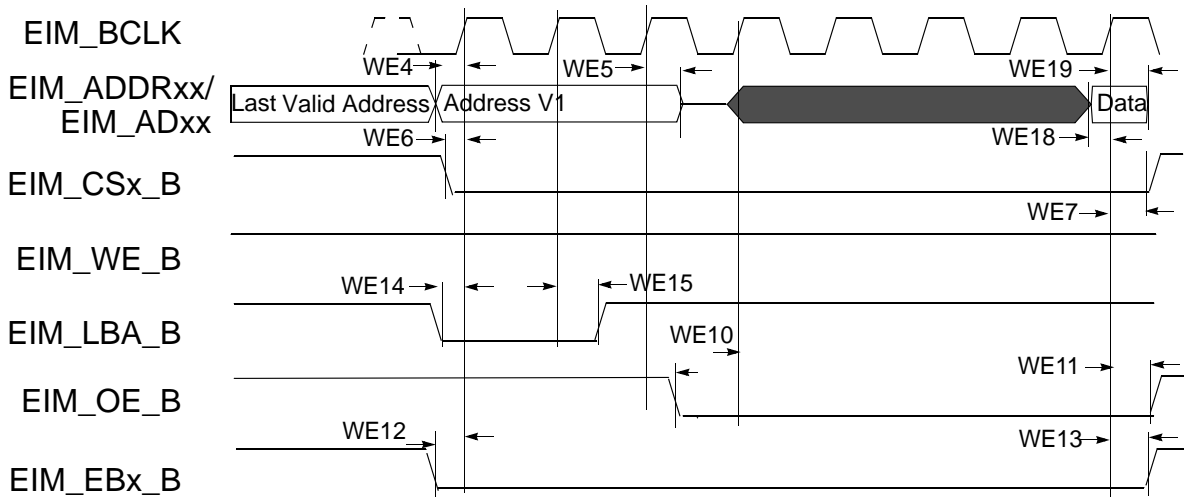 EIM_BCLK
WE4
WE5
WE19
EIM_ADDRxx/
EIM_ADxx
Last Valid Address
Address V1
Data
WE6
WE18
EIM_CSx_B
WE7
EIM_WE_B
WE14
WE15
EIM_LBA_B
WE10
WE11
EIM_OE_B
WE12
WE13
EIM_EBx_B